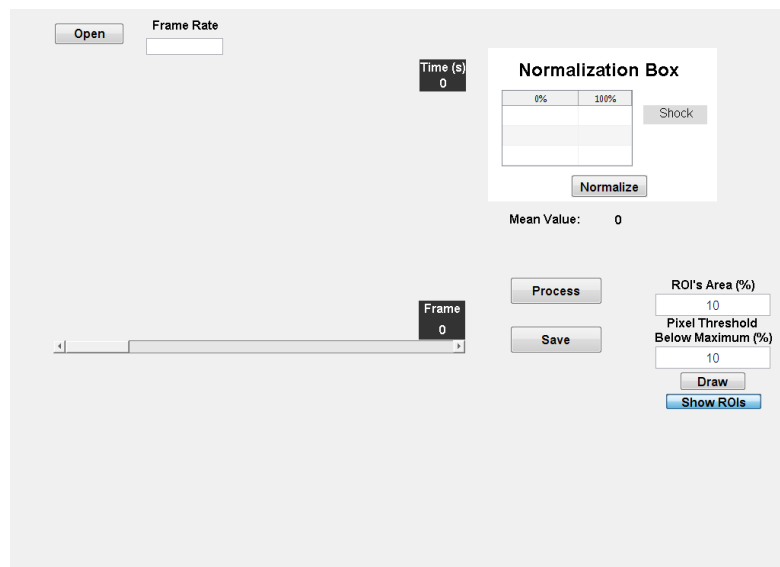 Open
Frame Rate
Time (s)
0
Normalization Box
0% 100%
Shock
Normalize
Mean Value: 0
Process
Save
Frame
0
ROI's Area (%)
10
Pixel Threshold
Below Maximum (%)
10
Draw
Show ROIs